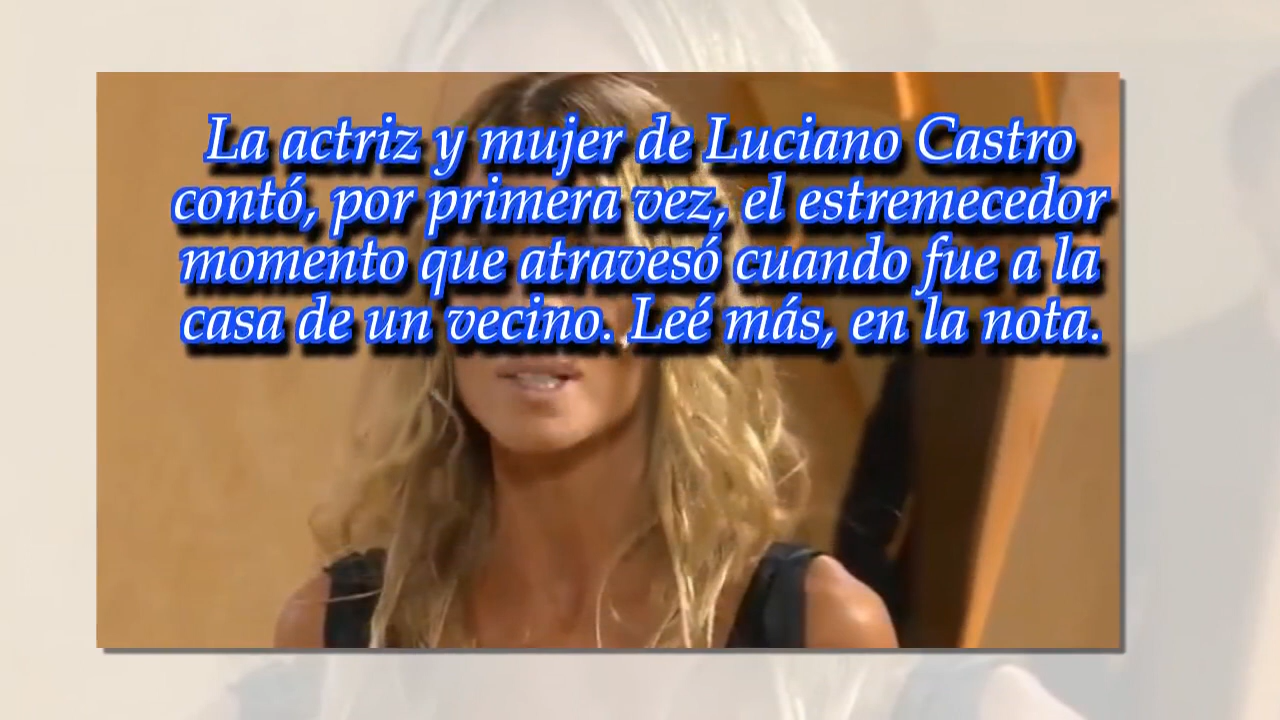 La actriz y mujer de Luciano Castro
contó, por primera vez, el estremecedor
momento que atravesó cuando fue a la
casa de un vecino. Leé más, en la nota.